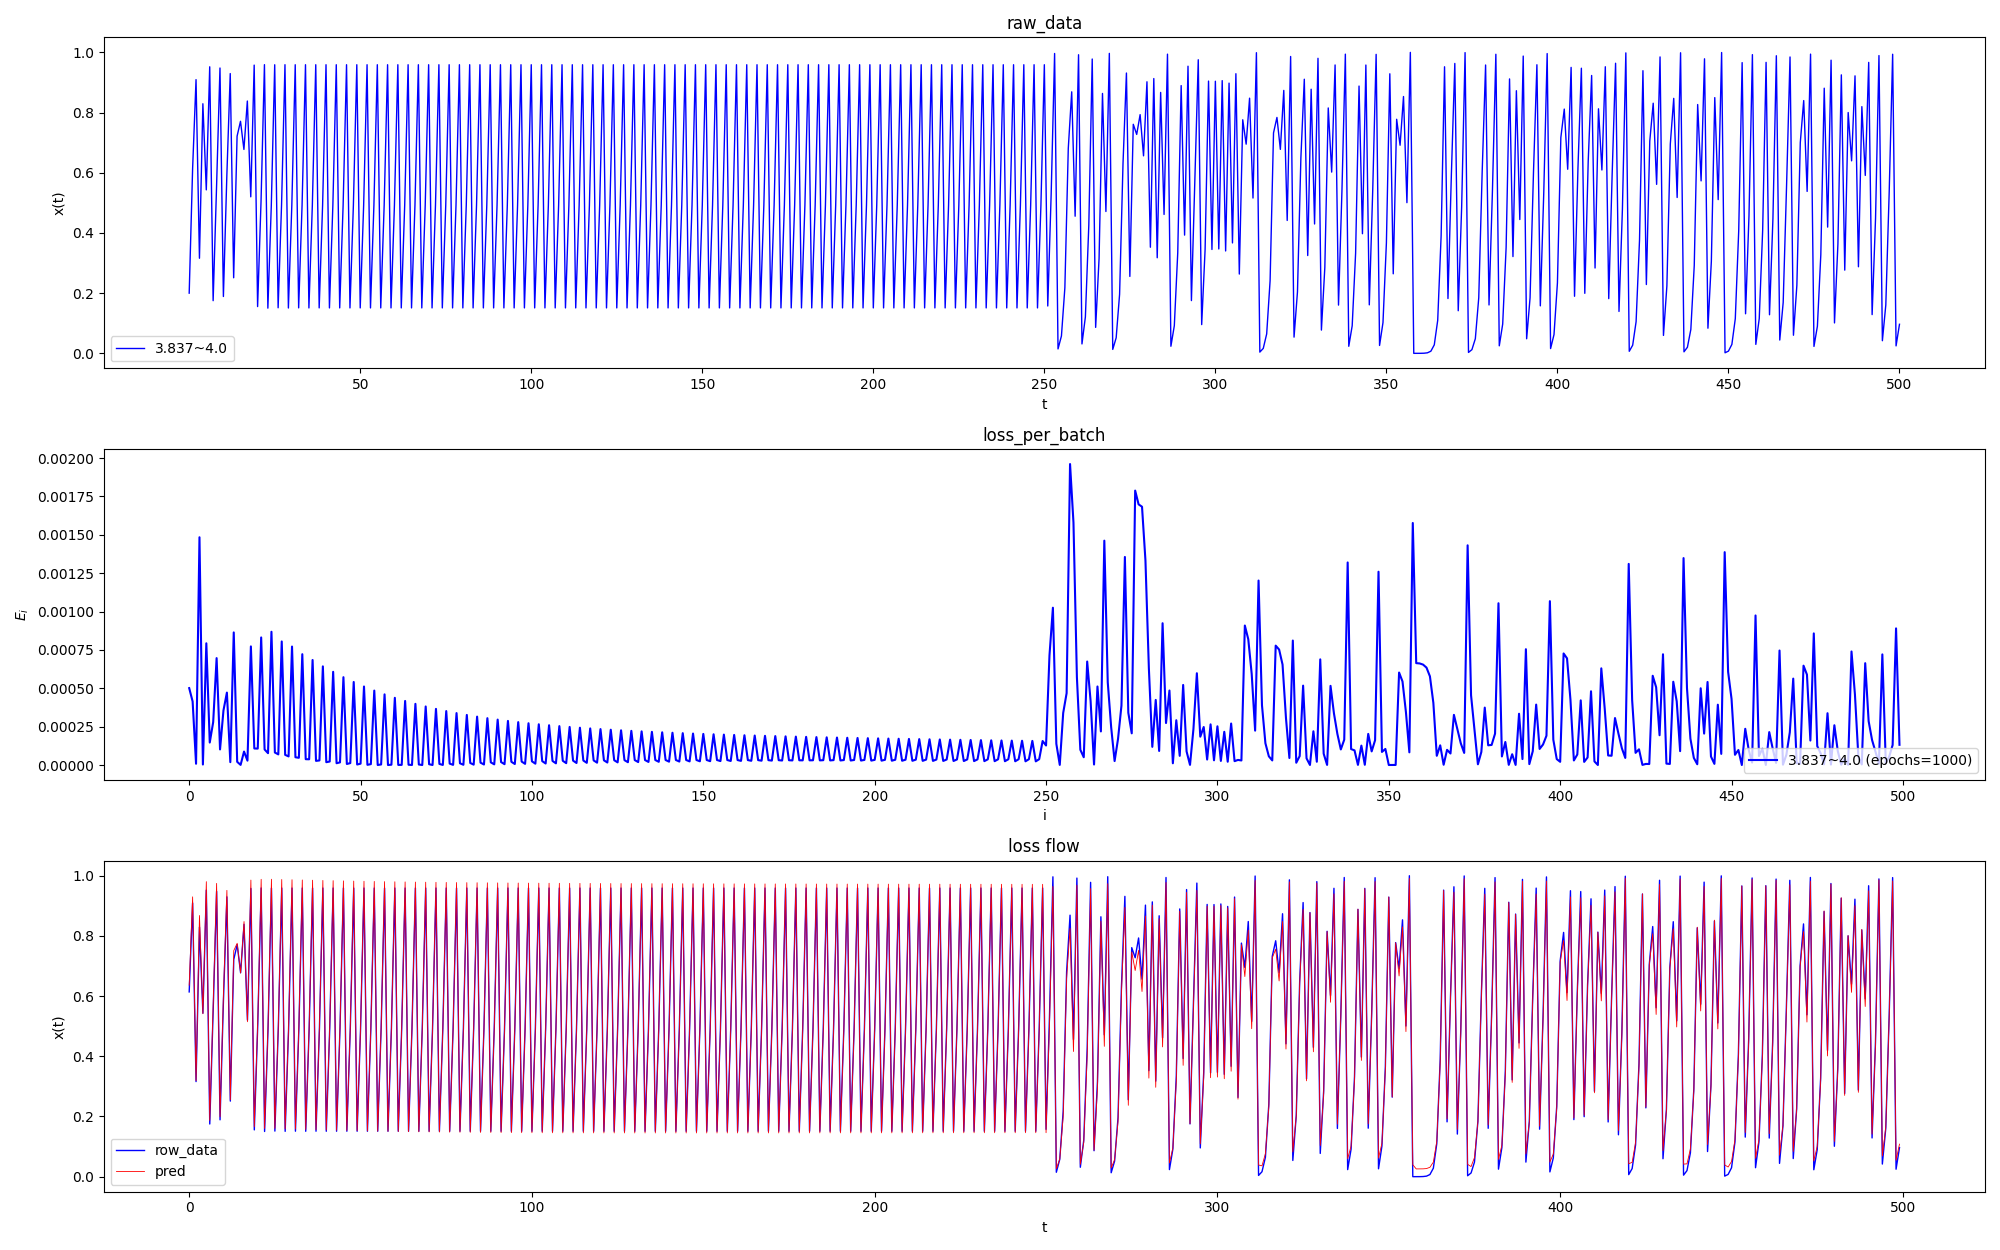 raw_data
1.0
0.8
0.6
0.4
0.2
0.0
x(t)
3.837~4.0
50 100 150 200 250 300 350 400 450 500
t
loss_per_batch
0.00200
0.00175
0.00150
0.00125
0.00100
0.00075
0.00050
0.00025
0.00000
E_i
3.837~4.0 (epochs=1000)
0 50 100 150 200 250 300 350 400 450 500
i
loss flow
1.0
0.8
0.6
0.4
0.2
0.0
x(t)
row_data
pred
0 100 200 300 400 500
t